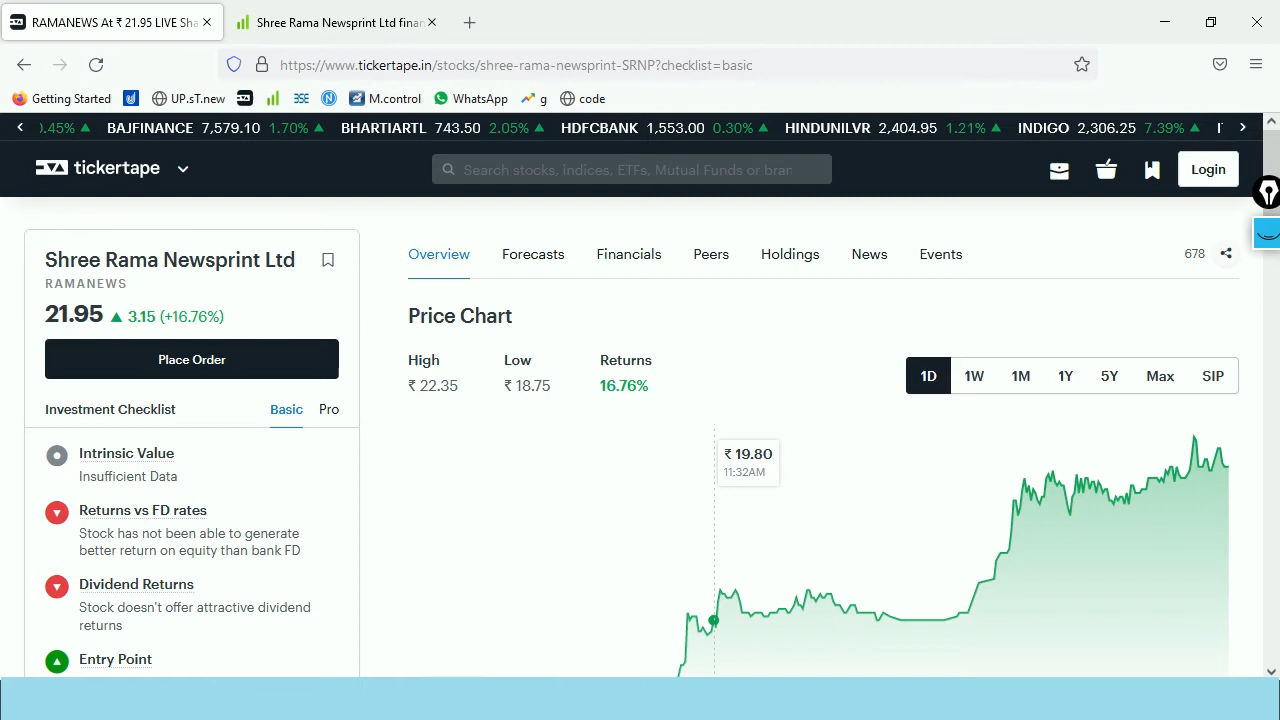 RAMANEWS At ₹ 21.95 LIVE Sha
Shree Rama Newsprint Ltd finan
https://www.tickertape.in/stocks/shree-rama-newsprint-SRNP?checklist=basic
Getting Started
UP.sT.new
M.control
WhatsApp
g
code
0.45%
BAJFINANCE 7,579.10 1.70%
BHARTIARTL 743.50 2.05%
HDFCBANK 1,553.00 0.30%
HINDUNILVR 2,404.95 1.21%
INDIGO 2,306.25 7.39%
tickertape
Search stocks, indices, ETFs, Mutual Funds or bran
Login
Shree Rama Newsprint Ltd
RAMANEWS
21.95 3.15 (+16.76%)
Place Order
Investment Checklist
Basic
Pro
Intrinsic Value
Insufficient Data
Returns vs FD rates
Stock has not been able to generate
better return on equity than bank FD
Dividend Returns
Stock doesn't offer attractive dividend
returns
Entry Point
Overview
Forecasts
Financials
Peers
Holdings
News
Events
678
Price Chart
High
Low
Returns
₹ 22.35
₹ 18.75
16.76%
1D
1W
1M
1Y
5Y
Max
SIP
₹ 19.80
11:32AM